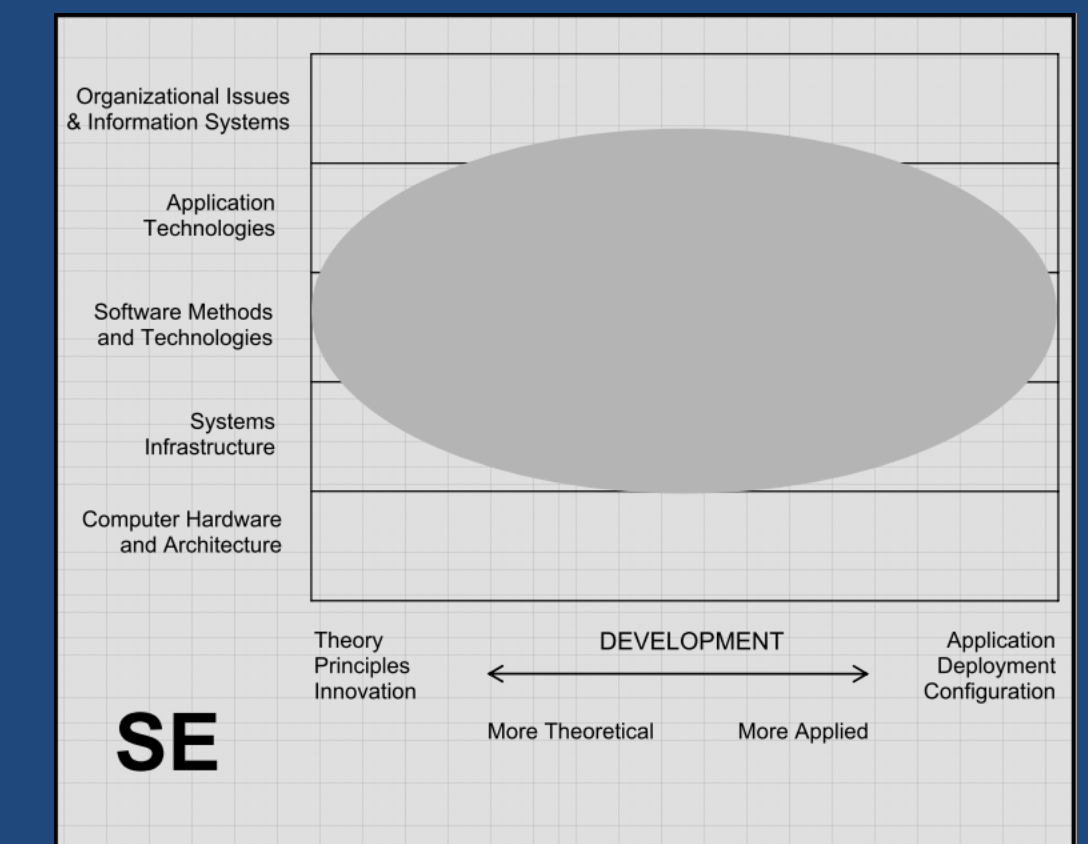 Organizational Issues
& Information Systems
Application
Technologies
Software Methods
and Technologies
Systems
Infrastructure
Computer Hardware
and Architecture
Theory
Principles
Innovation
DEVELOPMENT
Application
Deployment
Configuration
More Theoretical
More Applied
SE